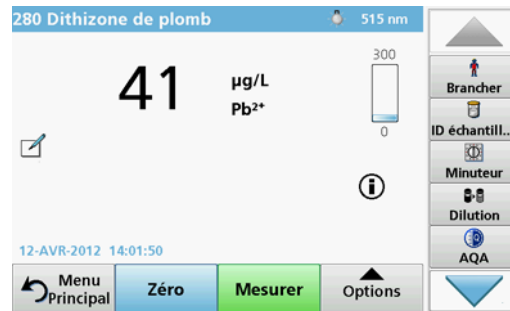 280 Dithizone de plomb 515 nm
300
41 µg/L
Pb²⁺
0
12-AVR-2012 14:01:50
Menu Principal
Zéro
Mesurer
Options
Brancher
ID échantill..
Minuteur
Dilution
AQA